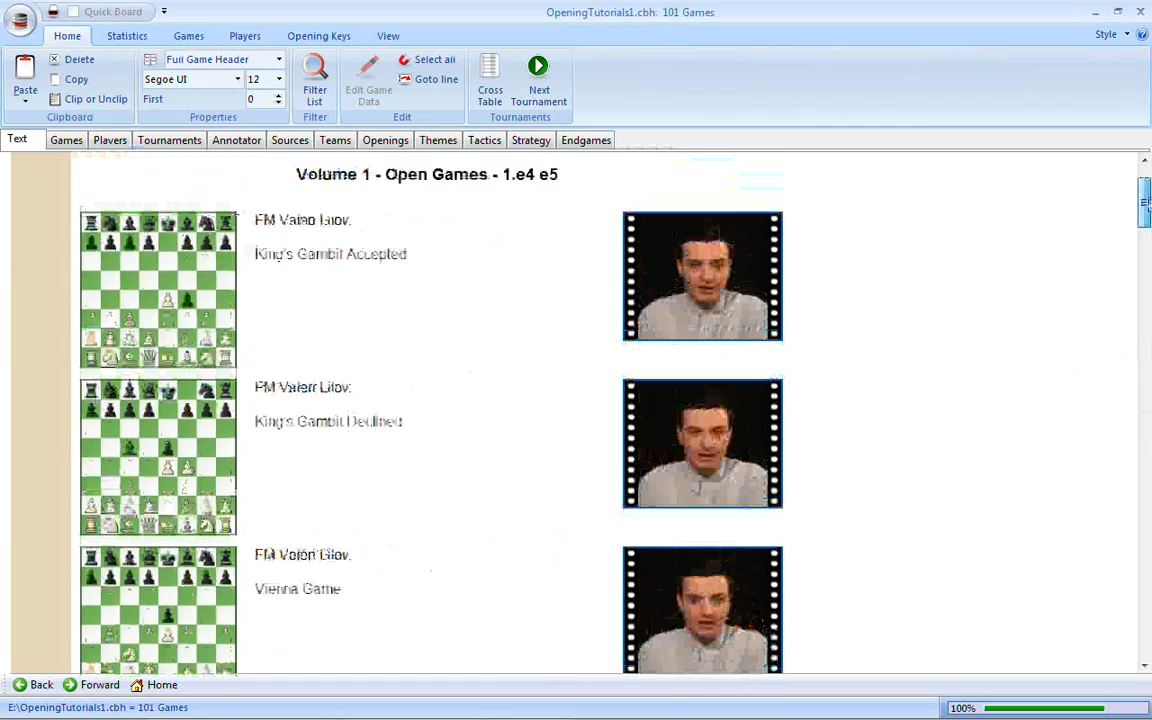 Quick Board
OpeningTutorials1.cbh: 101 Games
Home Statistics Games Players Opening Keys View
Style
Paste
Delete
Copy
Clip or Unclip
Clipboard
Full Game Header
Segoe UI 12
First 0
Properties
Filter List
Filter
Edit Game Data
Select all
Goto line
Edit
Cross Table
Next Tournament
Tournaments
Text Games Players Tournaments Annotator Sources Teams Openings Themes Tactics Strategy Endgames
Volume 1 - Open Games - 1.e4 e5
FM
King's Gambit Accepted
FM
King's Gambit Declined
FM
Vienna Game
Back Forward Home
E:\OpeningTutorials1.cbh = 101 Games
100%